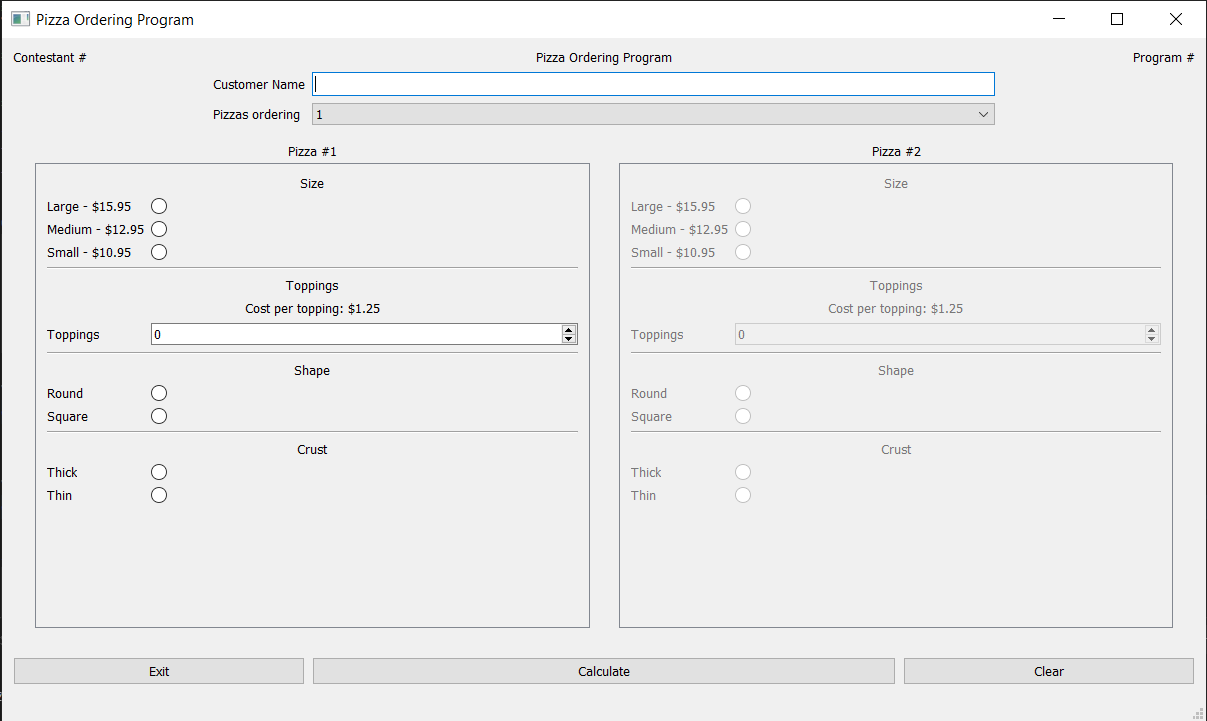 Pizza Ordering Program
Contestant # Pizza Ordering Program Program #
Customer Name
Pizzas ordering 1
Pizza #1
Size
Large - $15.95
Medium - $12.95
Small - $10.95
Toppings
Cost per topping: $1.25
Toppings 0
Shape
Round
Square
Crust
Thick
Thin
Pizza #2
Size
Large - $15.95
Medium - $12.95
Small - $10.95
Toppings
Cost per topping: $1.25
Toppings 0
Shape
Round
Square
Crust
Thick
Thin
Exit Calculate Clear